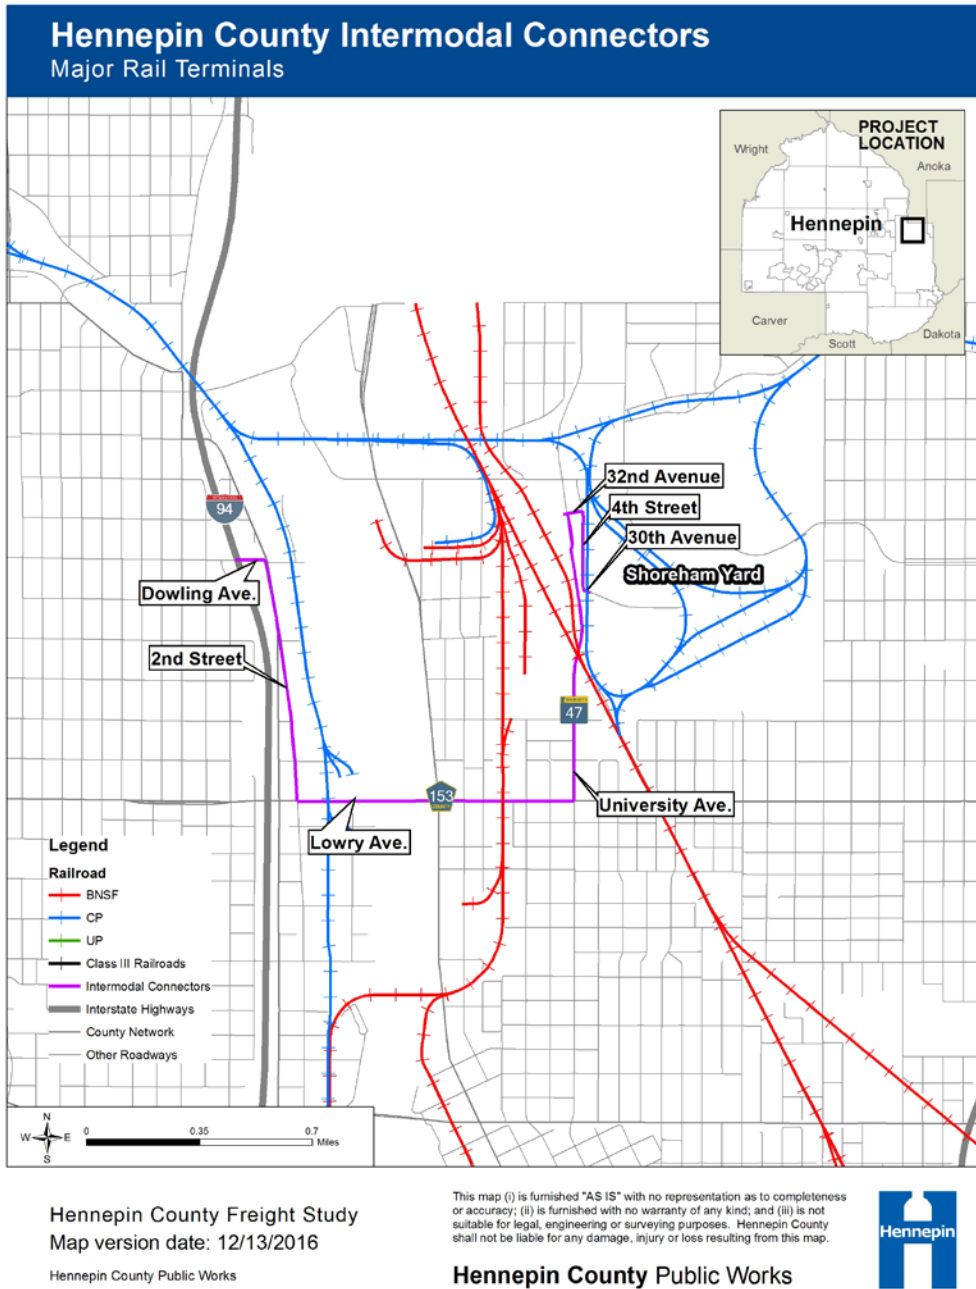 Hennepin County Intermodal Connectors
Major Rail Terminals
PROJECT
LOCATION
Wright
Anoka
Hennepin
Carver
Scott
Dakota
32nd Avenue
4th Street
30th Avenue
94
Shoreham Yard
Dowling Ave.
2nd Street
47
153
COUNTY
University Ave.
Lowry Ave.
Legend
Railroad
BNSF
CP
UP
Class III Railroads
Intermodal Connectors
Interstate Highways
County Network
Other Roadways
N
W E
S
0 0.35 0.7
Miles
Hennepin County Freight Study
Map version date: 12/13/2016
Hennepin County Public Works
This map (i) is furnished "AS IS" with no representation as to completeness
or accuracy; (ii) is furnished with no warranty of any kind; and (iii) is not
suitable for legal, engineering or surveying purposes. Hennepin County
shall not be liable for any damage, injury or loss resulting from this map.
Hennepin County Public Works
Hennepin